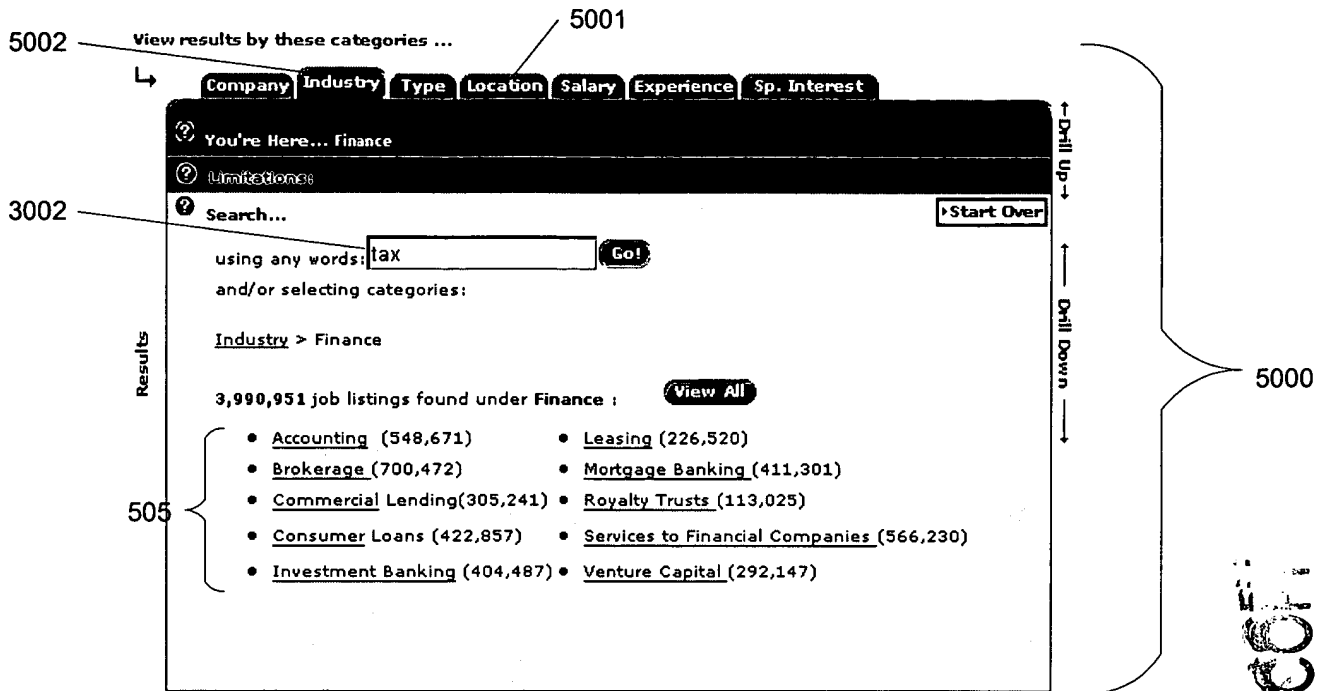 5001
5002
View results by these categories ...
Company Industry Type Location Salary Experience Sp. Interest
You're Here... Finance
Limitations:
3002
Search...
▸Start Over
using any words: tax Go!
and/or selecting categories:
Industry > Finance
3,990,951 job listings found under Finance : View All
Results
←Drill Up→
← Drill Down →
5000
505
• Accounting (548,671) • Leasing (226,520)
• Brokerage (700,472) • Mortgage Banking (411,301)
• Commercial Lending(305,241) • Royalty Trusts (113,025)
• Consumer Loans (422,857) • Services to Financial Companies (566,230)
• Investment Banking (404,487) • Venture Capital (292,147)